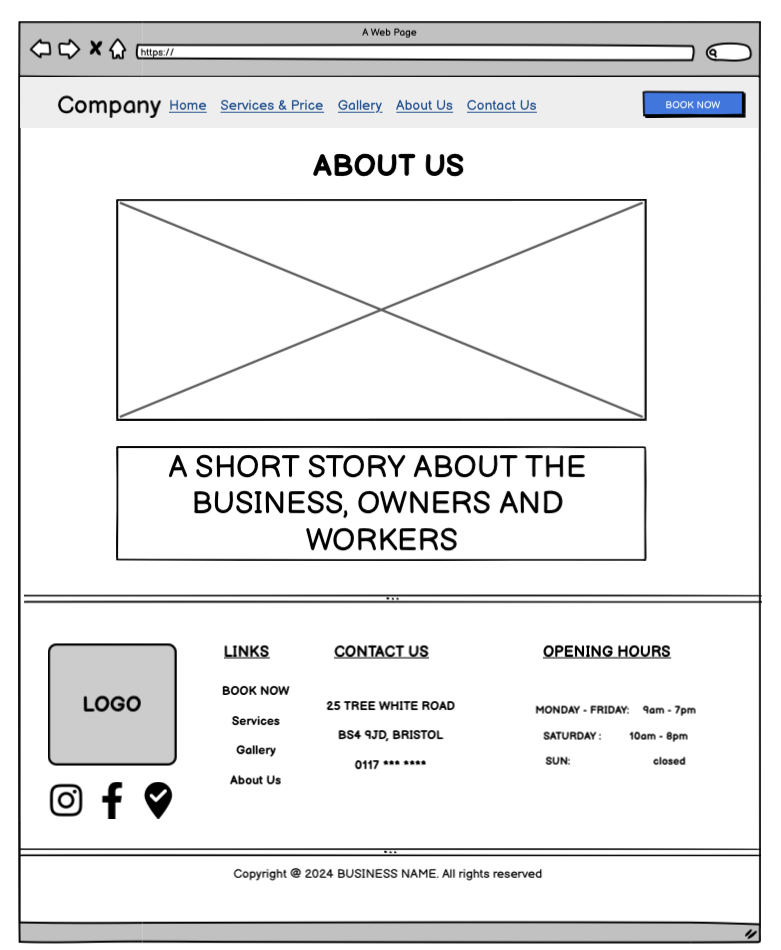 A Web Page
https://
Company Home Services & Price Gallery About Us Contact Us BOOK NOW
ABOUT US
A SHORT STORY ABOUT THE
BUSINESS, OWNERS AND
WORKERS
LOGO
LINKS
BOOK NOW
Services
Gallery
About Us
CONTACT US
25 TREE WHITE ROAD
BS4 9JD, BRISTOL
0117 *** ****
OPENING HOURS
MONDAY - FRIDAY: 9am - 7pm
SATURDAY : 10am - 8pm
SUN: closed
Copyright @ 2024 BUSINESS NAME. All rights reserved